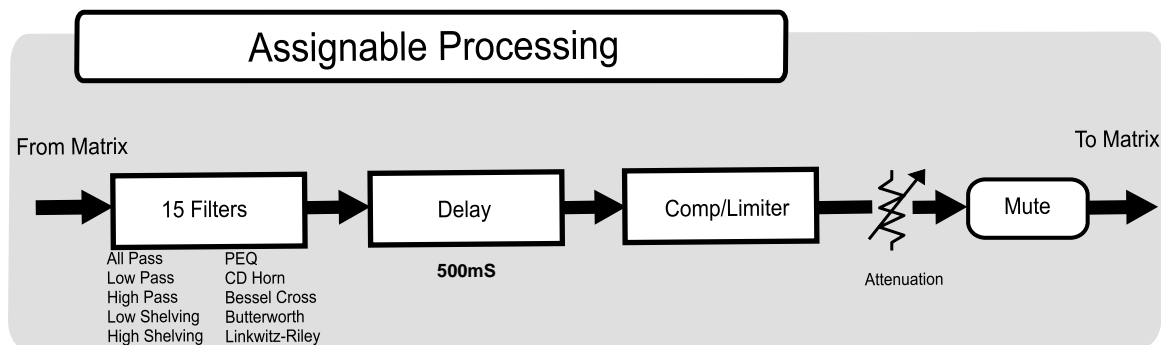 Assignable Processing
From Matrix
To Matrix
15 Filters
Delay
Comp/Limiter
Mute
All Pass
Low Pass
High Pass
Low Shelving
High Shelving
PEQ
CD Horn
Bessel Cross
Butterworth
Linkwitz-Riley
500mS
Attenuation